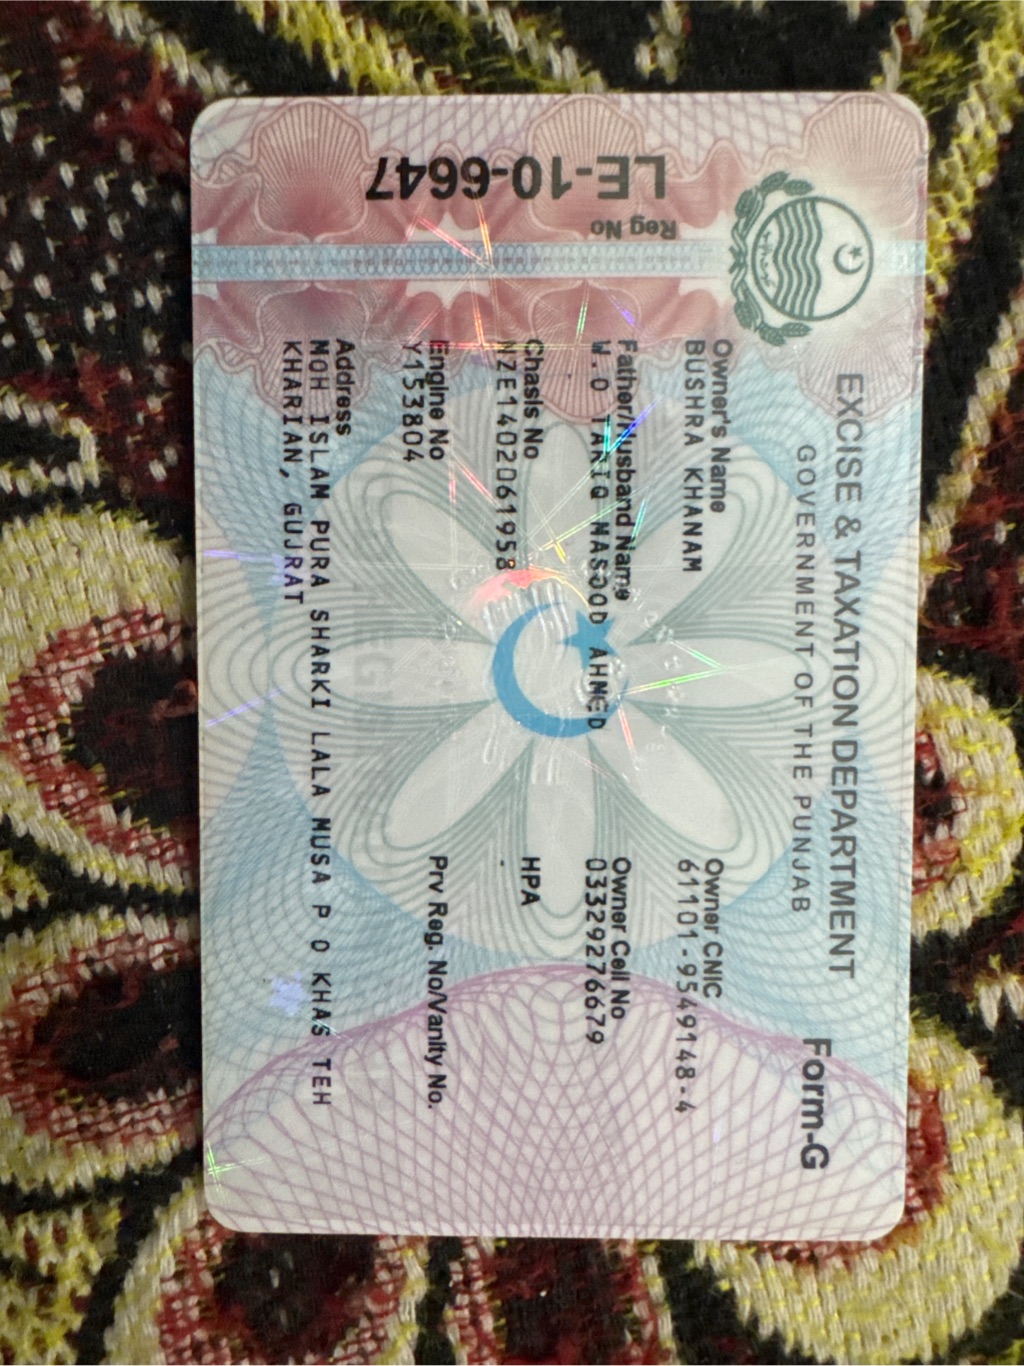 EXCISE & TAXATION DEPARTMENT
GOVERNMENT OF THE PUNJAB
Form-G
Reg No
LE-10-6647
Owner's Name
BUSHRA KHANAM
Owner CNIC
61101-9549148-4
Father/Husband Name
W.O TARIQ MASOOD AHMED
Owner Cell No
03329276679
Chasis No
NZE1402061958
HPA
.
Engine No
Y153804
Prv Reg. No/Vanity No.
Address
MOH ISLAM PURA SHARKI LALA MUSA P O KHAS TEH
KHARIAN, GUJRAT